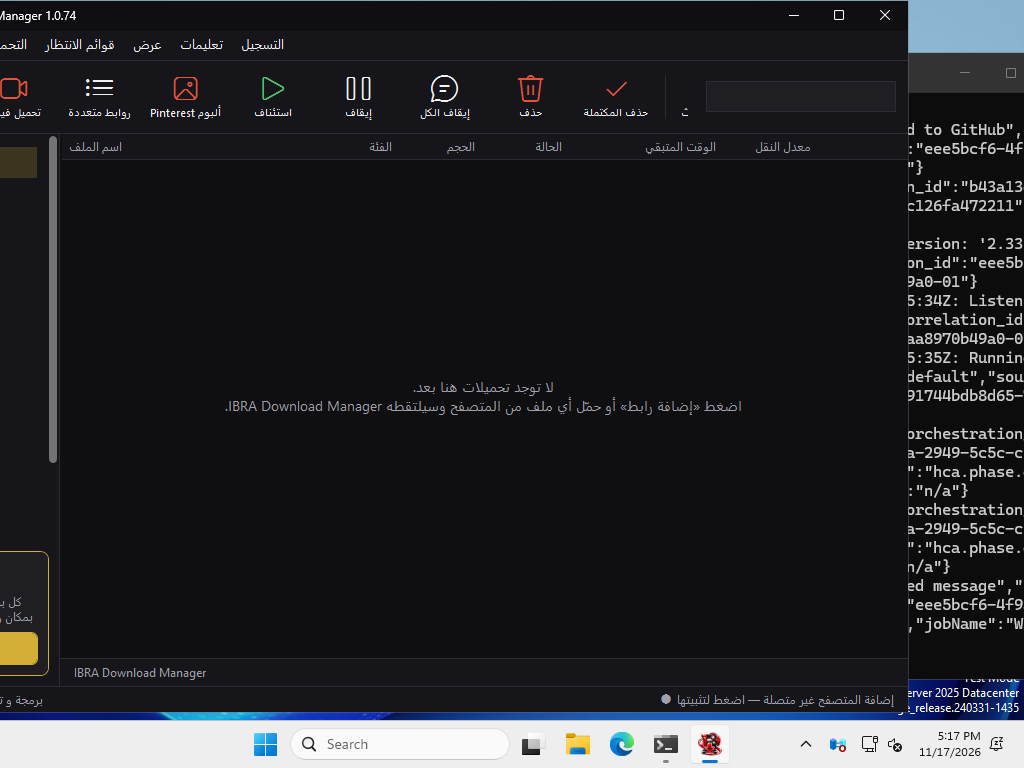 Manager 1.0.74
التسجيل
تعليمات
عرض
قوائم الانتظار
روابط متعددة
ألبوم Pinterest
استئناف
إيقاف
إيقاف الكل
حذف
حذف المكتملة
اسم الملف
الفئة
الحجم
الحالة
الوقت المتبقي
معدل النقل
لا توجد تحميلات هنا بعد.
اضغط «إضافة رابط» أو حمّل أي ملف من المتصفح وسيلتقطه IBRA Download Manager.
IBRA Download Manager
إضافة المتصفح غير متصلة — اضغط لتثبيتها
d to GitHub",
:"eee5bcf6-4f
"}
n_id":"b43a13
c126fa472211"
ersion: '2.33
on_id":"eee5b
9a0-01"}
5:34Z: Listen
orrelation_id
aa8970b49a0-0
5:35Z: Runnin
default","sou
91744bdb8d65-
orchestration
a-2949-5c5c-c
":"hca.phase.
:"n/a"}
orchestration
a-2949-5c5c-c
":"hca.phase.
n/a"}
ed message","
"eee5bcf6-4f9
,"jobName":"W
Test Mode
erver 2025 Datacenter
e_release.240331-1435
Search
5:17 PM
11/17/2026